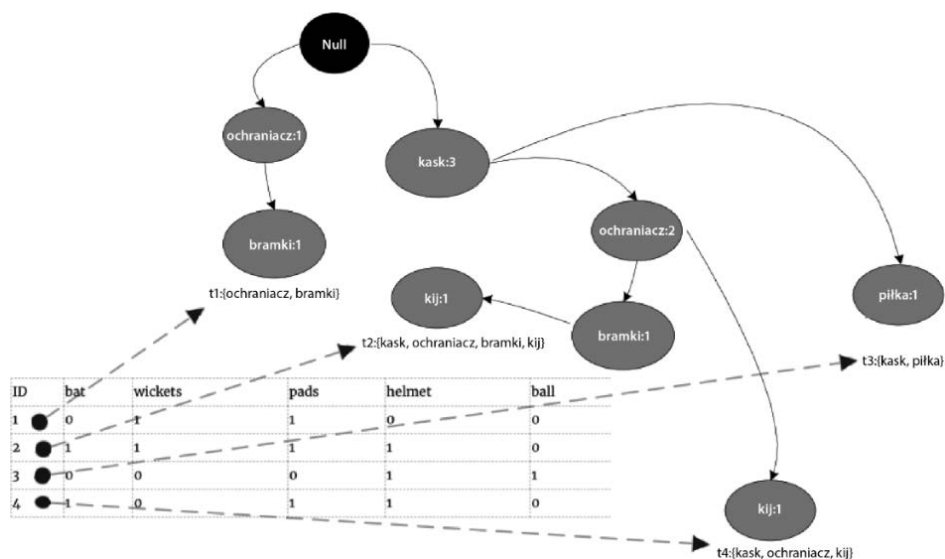 Null
ochraniacz:1
kask:3
bramki:1
ochraniacz:2
t1:{ochraniacz, bramki}
kij:1
bramki:1
piłka:1
t2:{kask, ochraniacz, bramki, kij}
t3:{kask, piłka}
ID bat wickets pads helmet ball
1 0 1 1 0 0
2 1 1 1 1 0
3 0 0 0 1 1
4 1 0 1 1 0
kij:1
t4:{kask, ochraniacz, kij}